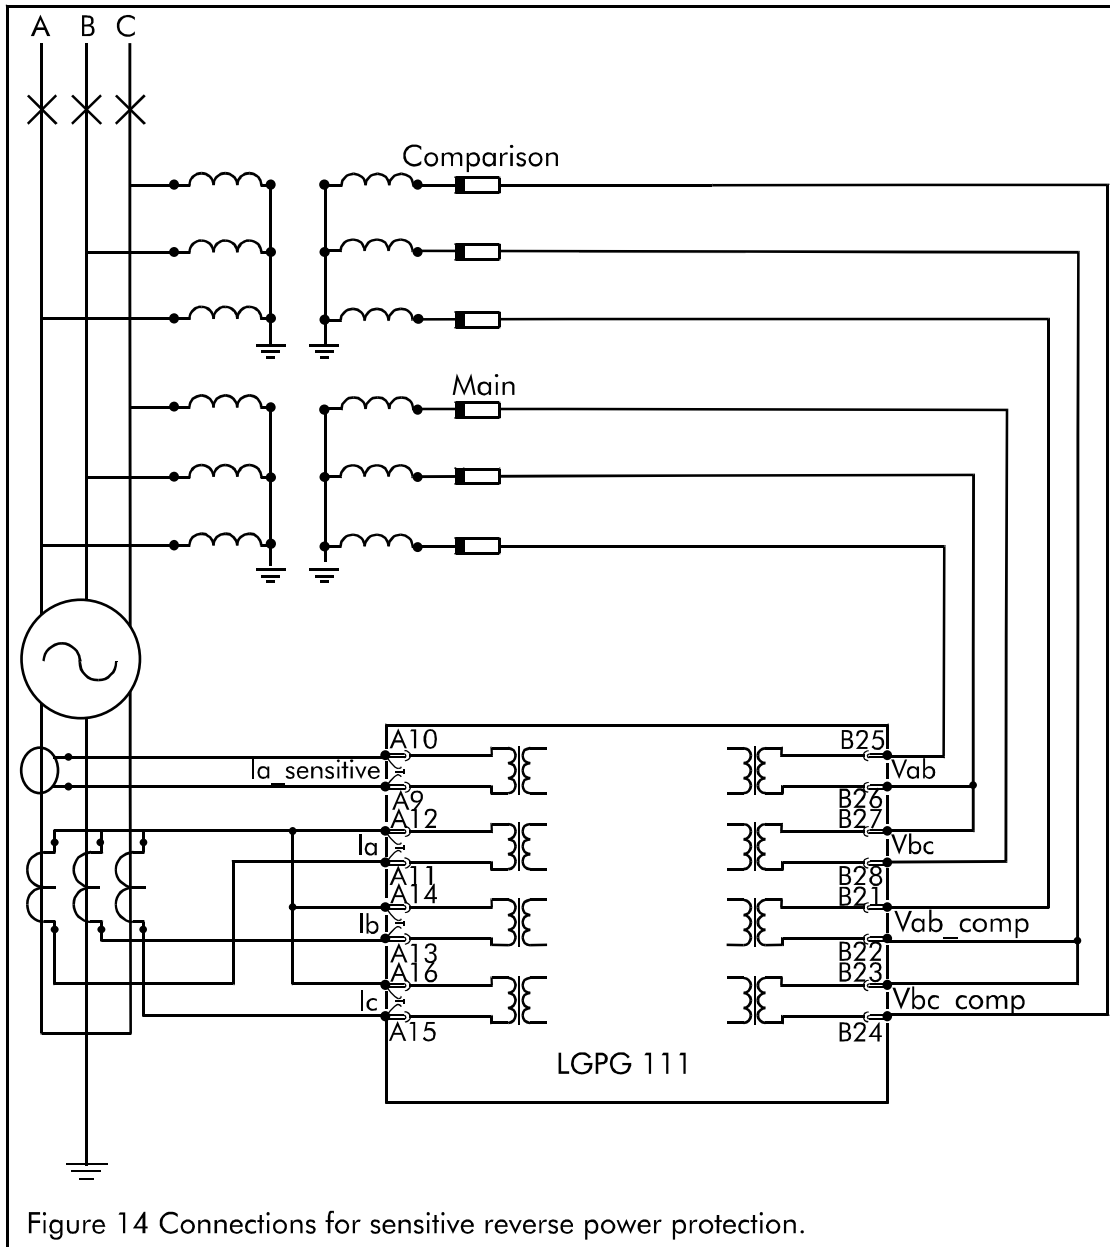 A B C
Comparison
Main
A10
B25
Ia_sensitive
Vab
A9
B26
A12
B27
Ia
Vbc
A11
B28
A14
B21
Ib
Vab_comp
A13
B22
A16
B23
Ic
Vbc_comp
A15
B24
LGPG 111
Figure 14 Connections for sensitive reverse power protection.